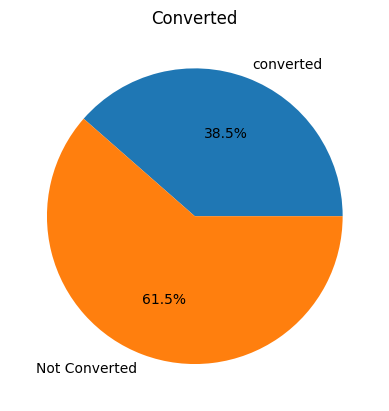 Converted
converted
38.5%
61.5%
Not Converted